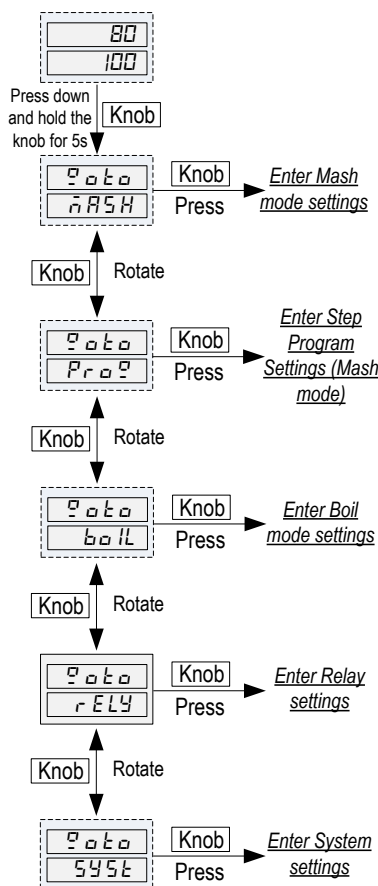 80
100
Press down
and hold the
knob for 5s
Knob
goto
MASH
Knob
Press
Enter Mash
mode settings
Knob
Rotate
goto
Prog
Knob
Press
Enter Step
Program
Settings (Mash
mode)
Knob
Rotate
goto
boIL
Knob
Press
Enter Boil
mode settings
Knob
Rotate
goto
rELY
Knob
Press
Enter Relay
settings
Knob
Rotate
goto
SYSt
Knob
Press
Enter System
settings